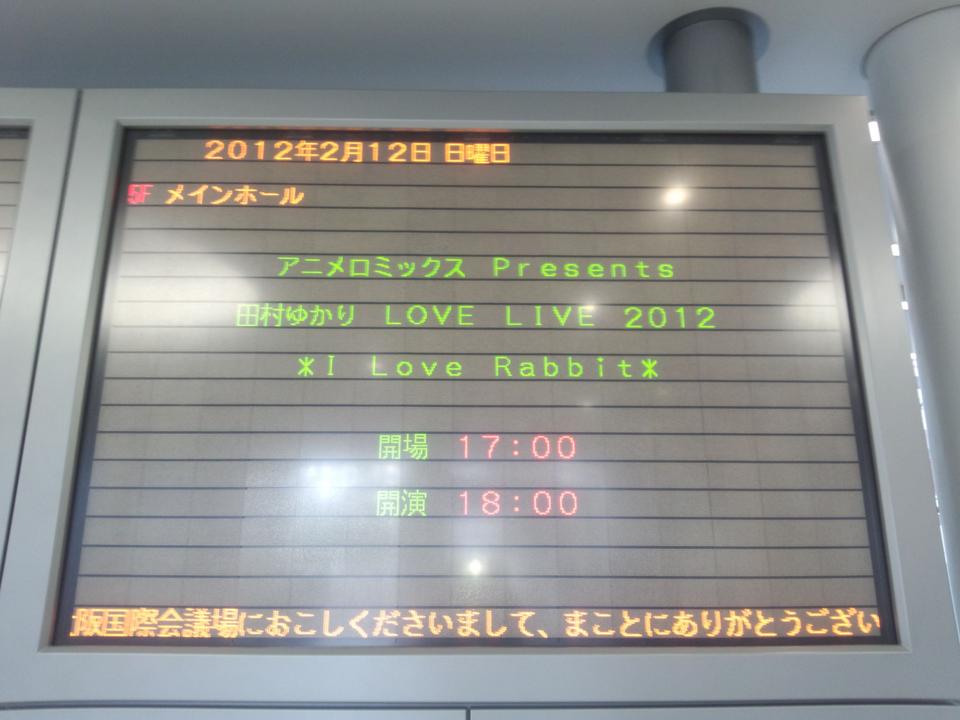 2012年2月12日 日曜日
5F メインホール
アニメロミックス Presents
田村ゆかり LOVE LIVE 2012
*I Love Rabbit*
開場 17:00
開演 18:00
阪国際会議場におこしくださいまして、まことにありがとうござい